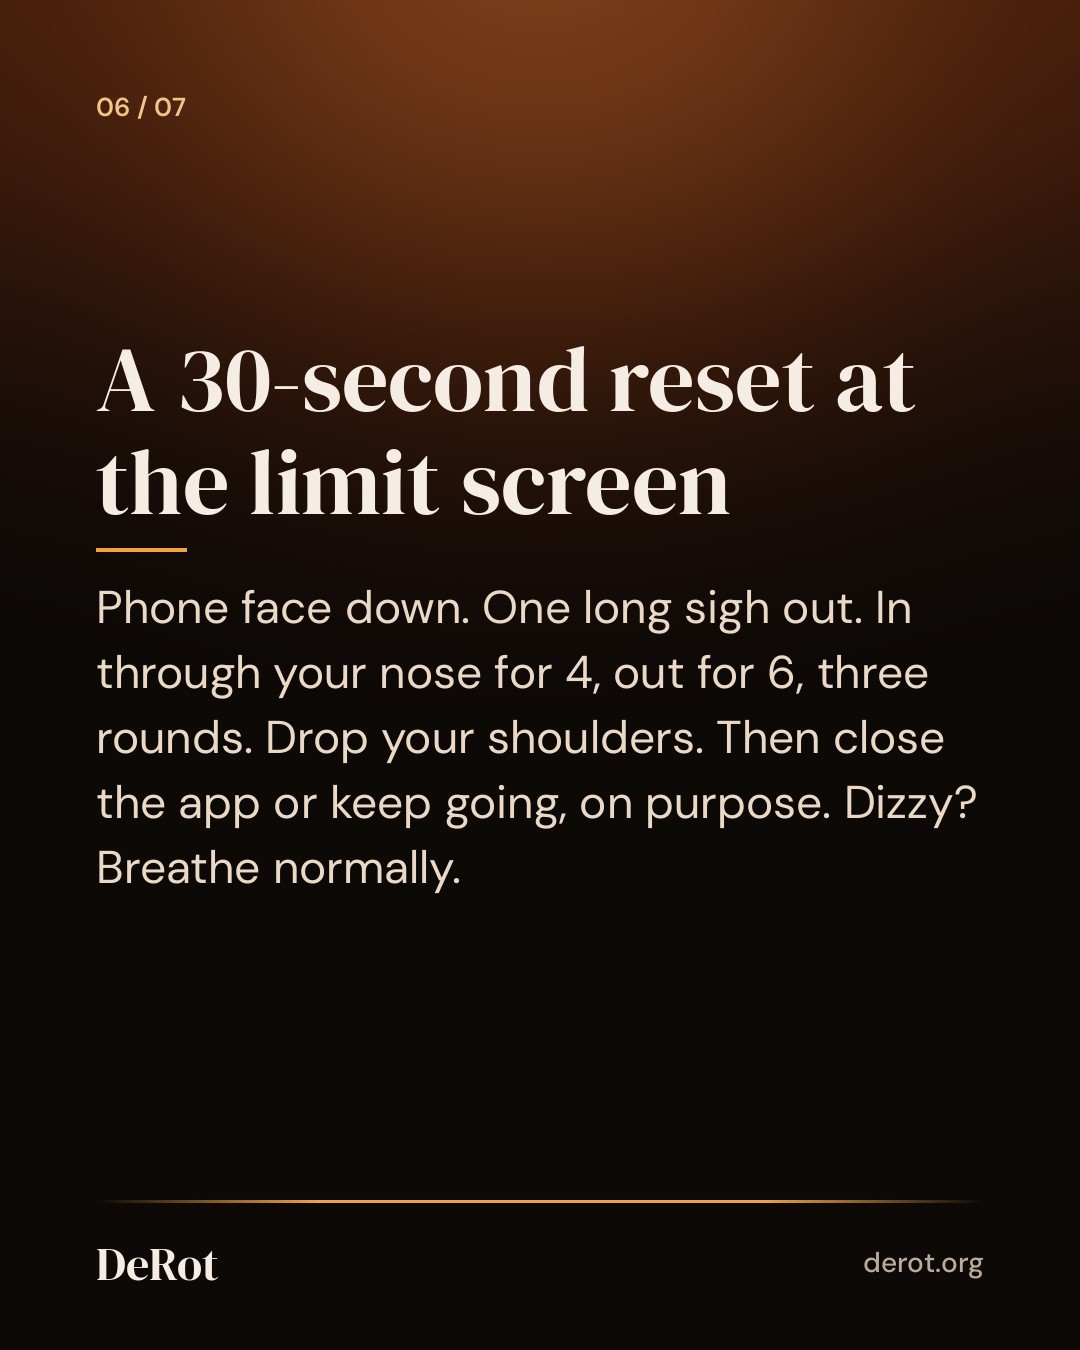 06 / 07
A 30-second reset at
the limit screen
Phone face down. One long sigh out. In
through your nose for 4, out for 6, three
rounds. Drop your shoulders. Then close
the app or keep going, on purpose. Dizzy?
Breathe normally.
DeRot
derot.org